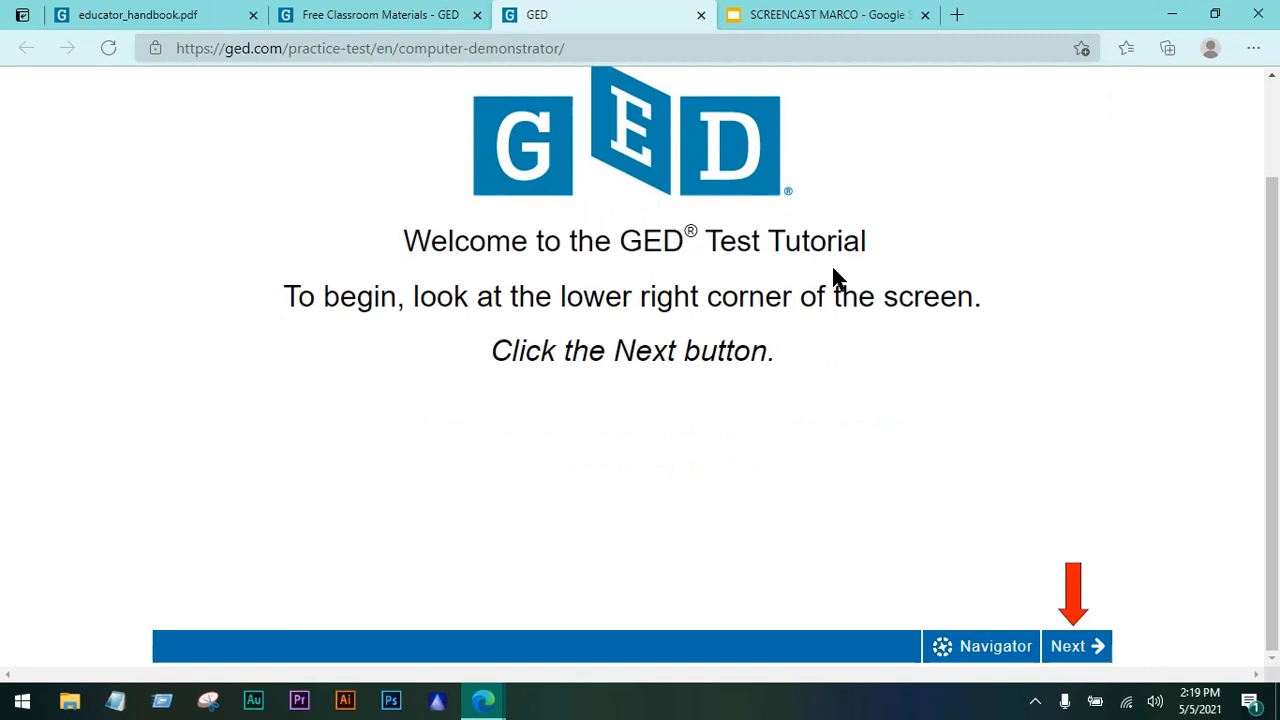 educator_handbook.pdf
Free Classroom Materials - GED
GED
SCREENCAST MARCO - Google S
https://ged.com/practice-test/en/computer-demonstrator/
GED®
Welcome to the GED® Test Tutorial
To begin, look at the lower right corner of the screen.
Click the Next button.
Navigator
Next
Au
Pr
Ai
Ps
2:19 PM
5/5/2021
1